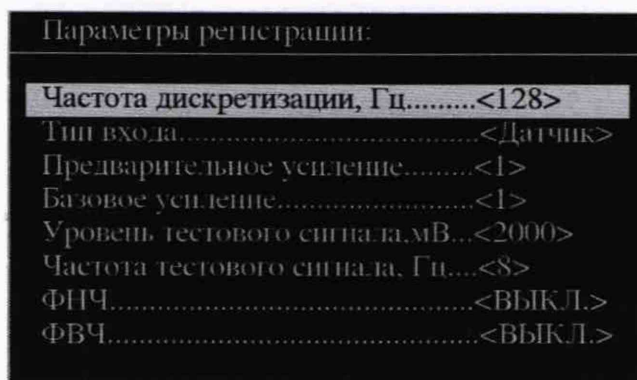 Параметры регистрации:
Частота дискретизации, Гц.........<128>
Тип входа..................................<Датчик>
Предварительное усиление.........<1>
Базовое усиление.......................<1>
Уровень тестового сигнала,мВ...<2000>
Частота тестового сигнала, Гц....<8>
ФНЧ..........................................<ВЫКЛ.>
ФВЧ..........................................<ВЫКЛ.>